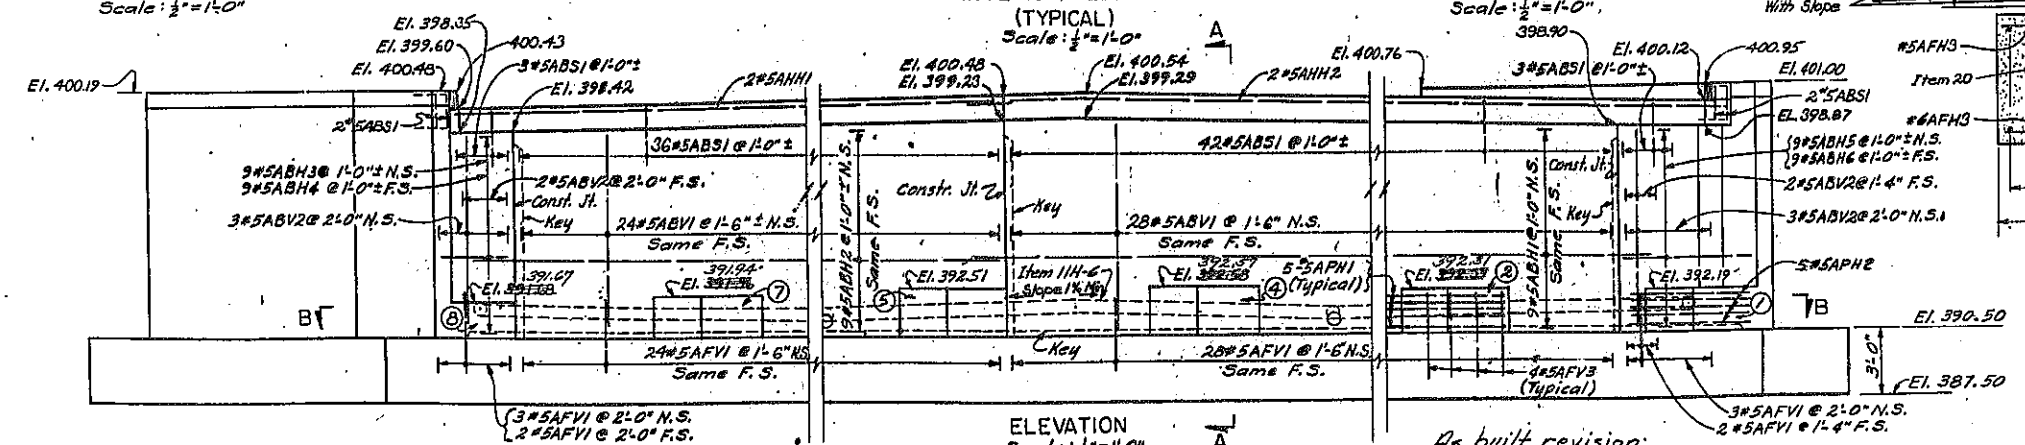 Scale: ½"=1'-0"
(TYPICAL)
Scale: ½"=1'-0"
A
Scale: ½"=1'-0"
With Slope
El. 398.35
El. 399.60
El. 400.48
400.43
3#5ABS1@1'-0"±
El. 398.42
El. 400.19
2#5AHH1
El. 400.48
El. 399.23
El. 400.54
El. 399.29
2#5AHH2
El. 400.76
398.90
3#5ABS1@1'-0"±
El. 400.12
400.95
El. 401.00
2#5ABS1
El. 398.87
#5AFH3
Item 20
#6AFH3
2#5ABS1
36#5ABS1 @ 1'-0"±
42#5ABS1 @ 1'-0"±
9#5ABH3@ 1'-0"± N.S.
9#5ABH4 @ 1'-0"± F.S.
2#5ABV2@2'-0" F.S.
Const. Jt.
Key
3#5ABV2@ 2'-0" N.S.
24#5ABV1 @ 1'-6"± N.S.
Same F.S.
9#5ABH2@1'-0"± N.S.
Same F.S.
Constr. Jt.
Key
28#5ABV1 @ 1'-6" N.S.
Same F.S.
9#5ABH1@1'-0" N.S.
Same F.S.
Const. Jt.
Key
9#5ABH5@1'-0"± N.S.
9#5ABH6@1'-0"± F.S.
2#5ABV2@1'-4" F.S.
3#5ABV2@2'-0" N.S.
391.67
El.
391.94
El.
7
El. 392.51
5
Item 11H-6
Slope 1% Min.
392.57
El.
4
5-5APH1
(Typical)
392.31
El.
2
El. 392.19
5#5APH2
1
8
6
B
B
El. 390.50
24#5AFV1 @ 1'-6" N.S.
Same F.S.
Key
28#5AFV1 @ 1'-6" N.S.
Same F.S.
4#5AFV3
(Typical)
3'-0"
El. 387.50
3#5AFV1 @ 2'-0" N.S.
2#5AFV1 @ 2'-0" F.S.
3#5AFV1 @ 2'-0" N.S.
2#5AFV1 @ 1'-4" F.S.
ELEVATION
A
As built revision: